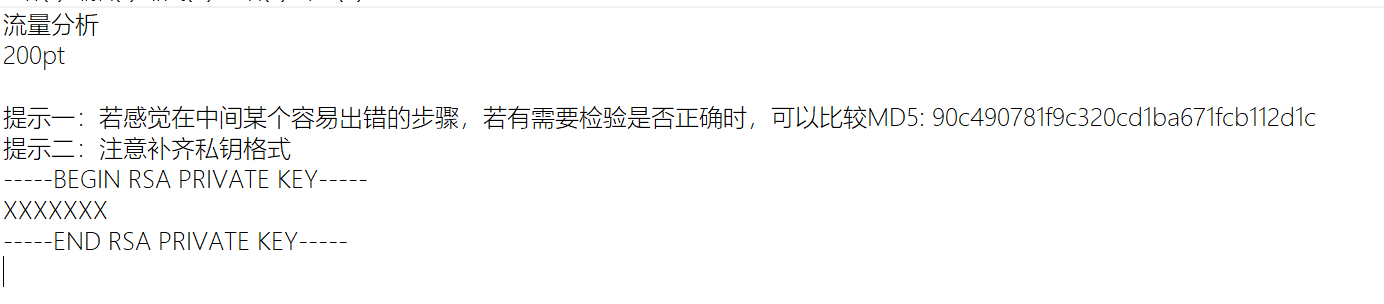 流量分析
200pt
提示一：若感觉在中间某个容易出错的步骤，若有需要检验是否正确时，可以比较MD5: 90c490781f9c320cd1ba671fcb112d1c
提示二：注意补齐私钥格式
-----BEGIN RSA PRIVATE KEY-----
XXXXXXX
-----END RSA PRIVATE KEY-----